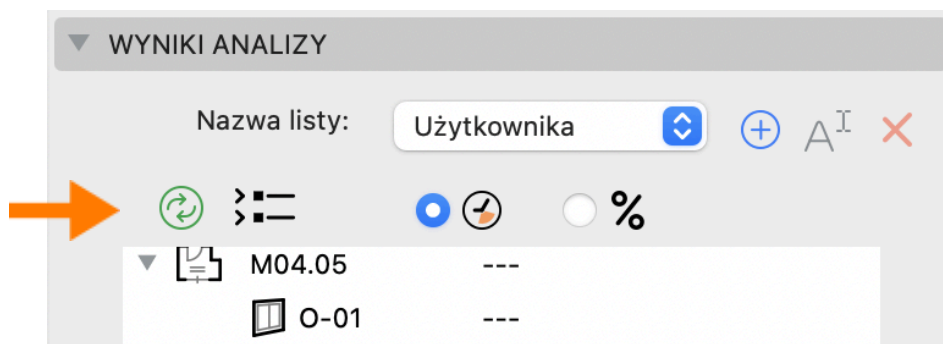 WYNIKI ANALIZY
Nazwa listy: Użytkownika
%
M04.05 ---
O-01 ---